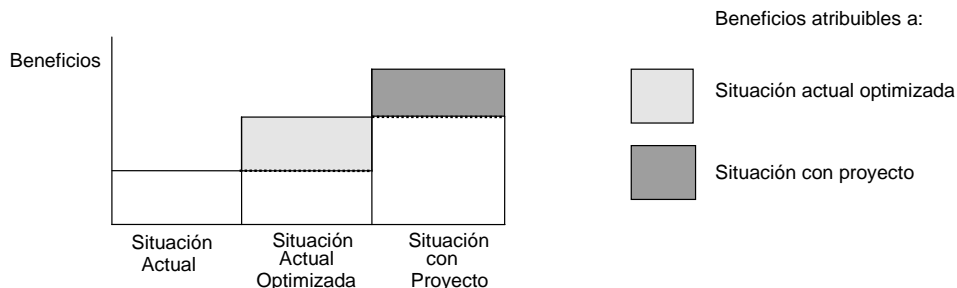 Beneficios atribuibles a:
Beneficios
Situación actual optimizada
Situación con proyecto
Situación
Actual
Situación
Actual
Optimizada
Situación
con
Proyecto